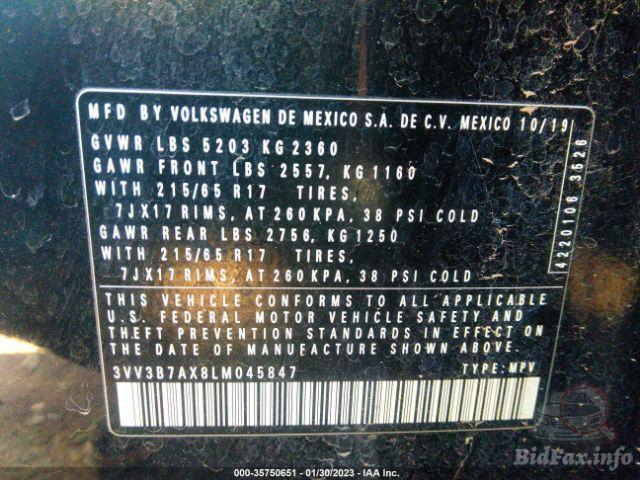 MFD BY VOLKSWAGEN DE MEXICO S.A. DE C.V. MEXICO 10/19
GVWR LBS 5203 KG 2360
GAWR FRONT LBS 2557, KG 1160
WITH 215/65 R17 TIRES,
7JX17 RIMS, AT 260 KPA, 38 PSI COLD
GAWR REAR LBS 2756, KG 1250
WITH 215/65 R17 TIRES,
7JX17 RIMS, AT 260 KPA, 38 PSI COLD
4220106 3526
THIS VEHICLE CONFORMS TO ALL APPLICABLE
U.S. FEDERAL MOTOR VEHICLE SAFETY AND
THEFT PREVENTION STANDARDS IN EFFECT ON
THE DATE OF MANUFACTURE SHOWN ABOVE.
3VV3B7AX8LM045847 TYPE: MPV
000-35750651 - 01/30/2023 - IAA Inc.
BidFax.info